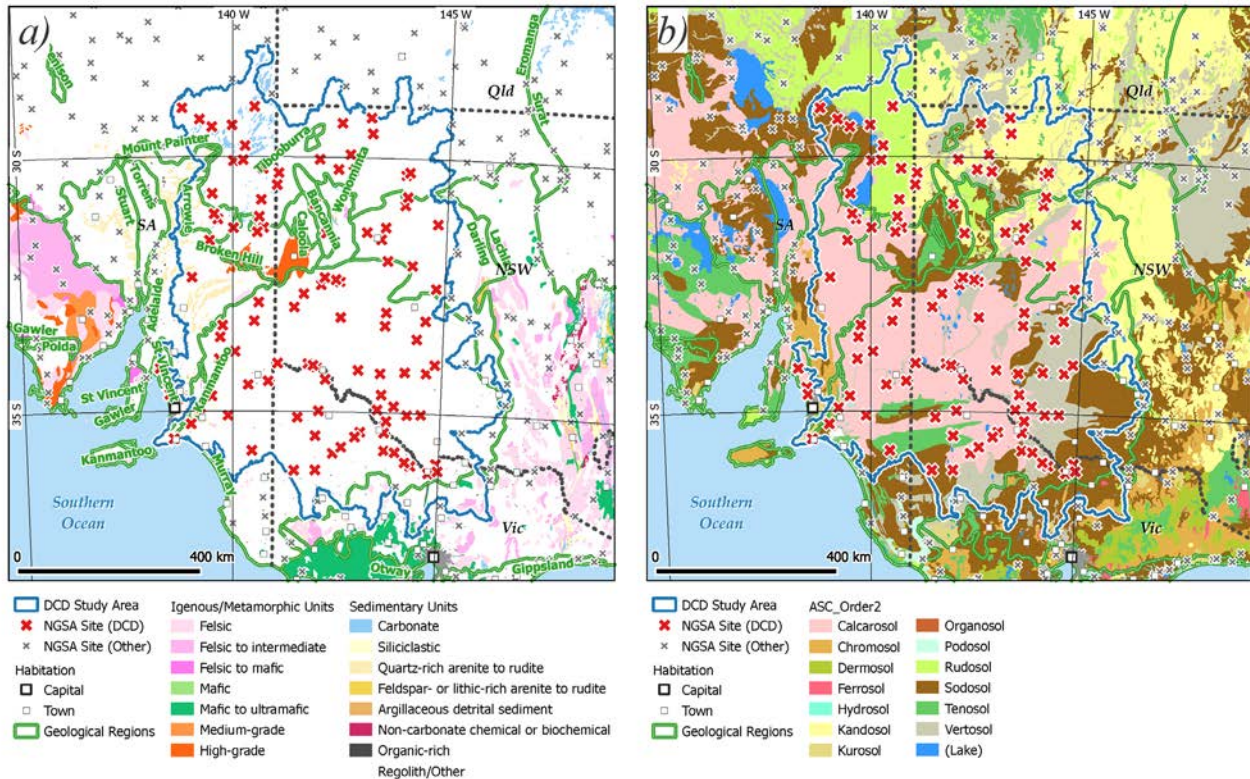 a)
140
145 W
Eromanga
enison
Qld
Surat
Mount Painter
Tibooburra
30 S
Torrens
Stuart
Arrowie
Bancannia
Nuqominta
SA
Caloola
Broken Hill
Darling
Lachlan
NSW
Adelaide
Gawler
Polda
St Vincent
St Vincent
Gawler
Kanmantoo
35 S
Kanmantoo
Murray
Southern
Ocean
Vic
0 400 km
Otway
Gippsland
b)
140
145 W
Qld
30 S
SA
NSW
35 S
Southern
Ocean
Vic
0 400 km
DCD Study Area
NGSA Site (DCD)
NGSA Site (Other)
Habitation
Capital
Town
Geological Regions
Igenous/Metamorphic Units
Felsic
Felsic to intermediate
Felsic to mafic
Mafic
Mafic to ultramafic
Medium-grade
High-grade
Sedimentary Units
Carbonate
Siliciclastic
Quartz-rich arenite to rudite
Feldspar- or lithic-rich arenite to rudite
Argillaceous detrital sediment
Non-carbonate chemical or biochemical
Organic-rich
Regolith/Other
DCD Study Area
NGSA Site (DCD)
NGSA Site (Other)
Habitation
Capital
Town
Geological Regions
ASC_Order2
Calcarosol
Chromosol
Dermosol
Ferrosol
Hydrosol
Kandosol
Kurosol
Organosol
Podosol
Rudosol
Sodosol
Tenosol
Vertosol
(Lake)